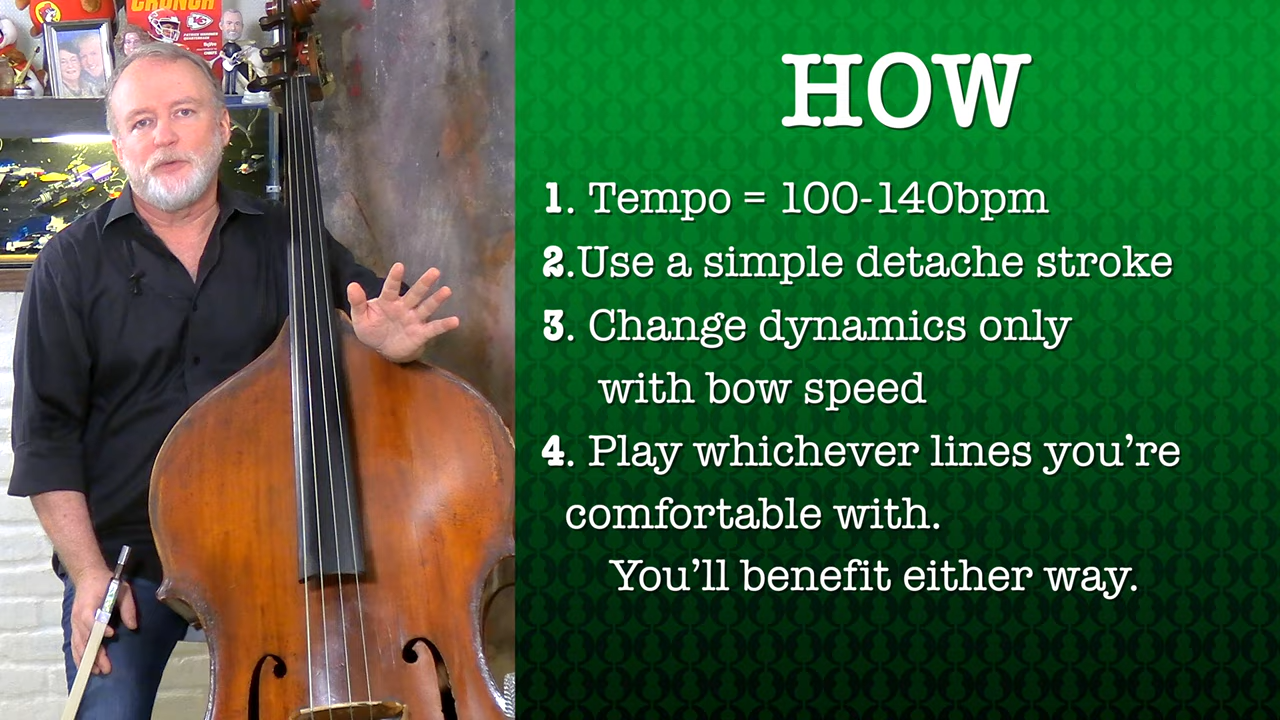 CRUNCH
HOW
1. Tempo = 100-140bpm
2.Use a simple detache stroke
3. Change dynamics only
with bow speed
4. Play whichever lines you're
comfortable with.
You'll benefit either way.